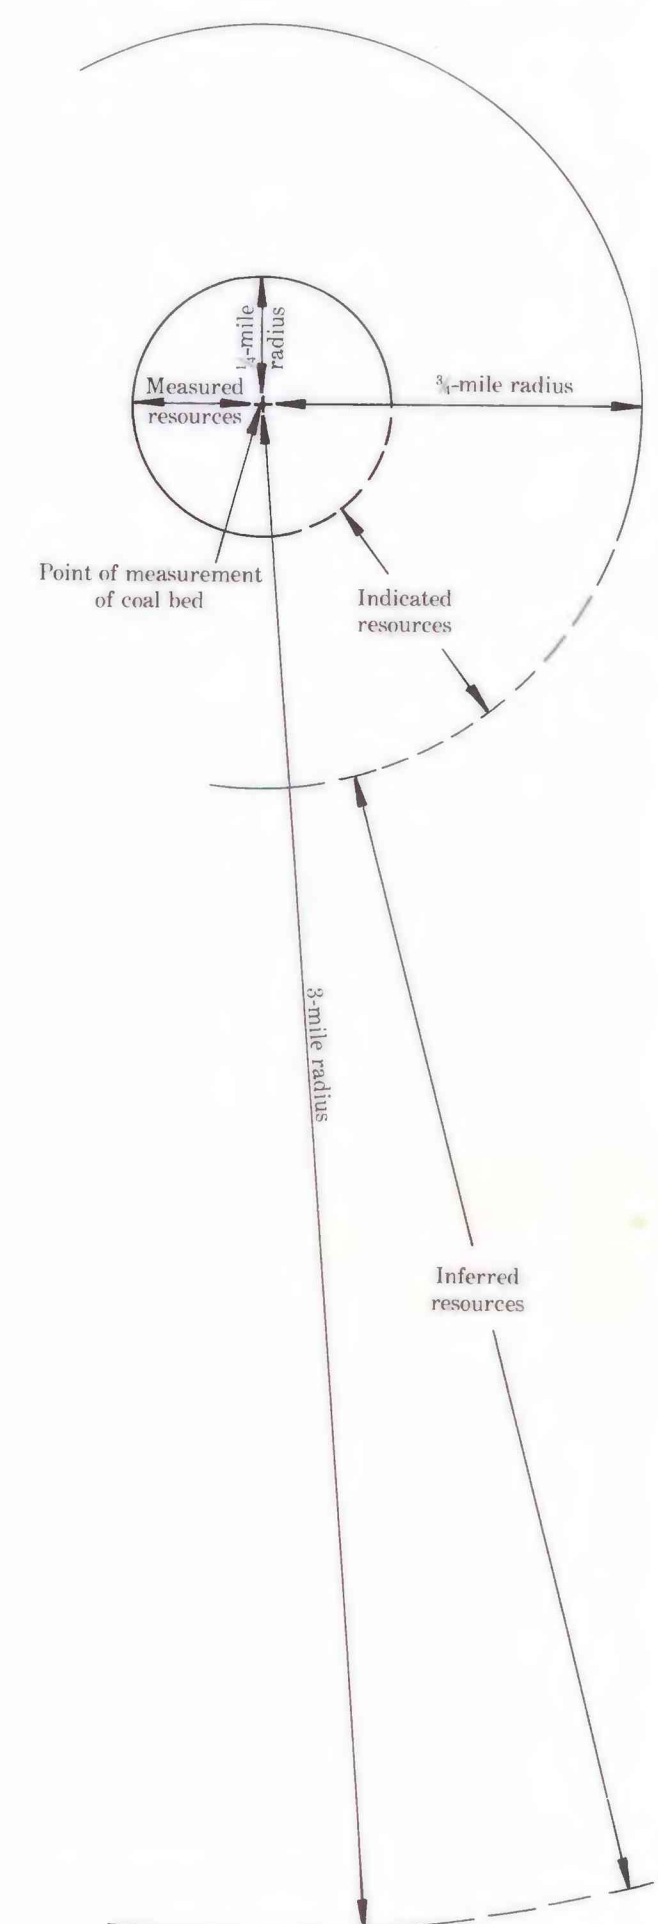 ¼-mile
radius
Measured
resources
¾-mile radius
Point of measurement
of coal bed
Indicated
resources
3-mile radius
Inferred
resources